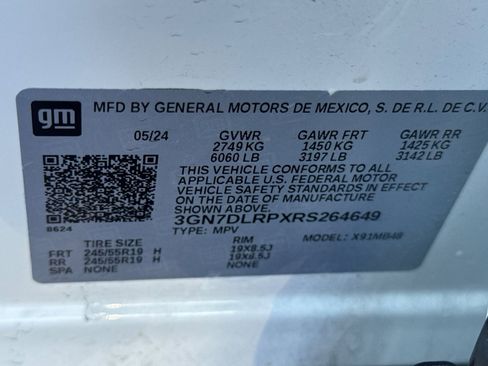 gm
MFD BY GENERAL MOTORS DE MEXICO, S. DE R.L. DE C.V.
05/24 GVWR GAWR FRT GAWR RR
2749 KG 1450 KG 1425 KG
6060 LB 3197 LB 3142 LB
THIS VEHICLE CONFORMS TO ALL
APPLICABLE U.S. FEDERAL MOTOR
VEHICLE SAFETY STANDARDS IN EFFECT
ON THE DATE OF MANUFACTURE SHOWN ABOVE.
3GN7DLRPXRS264649
8624 TYPE: MPV MODEL: X91MB48
TIRE SIZE RIM
FRT 245/55R19 H 19X8.5J
RR 245/55R19 H 19X8.5J
SPA NONE NONE